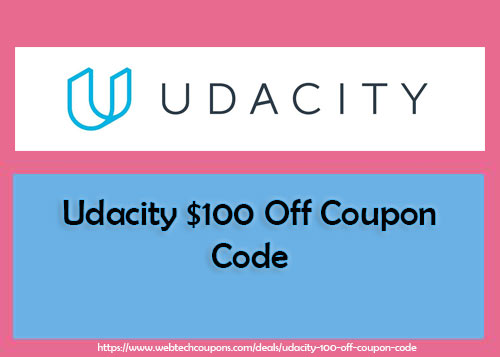 UDACITY
Udacity $100 Off Coupon
Code
https://www.webtechcoupons.com/deals/udacity-100-off-coupon-code